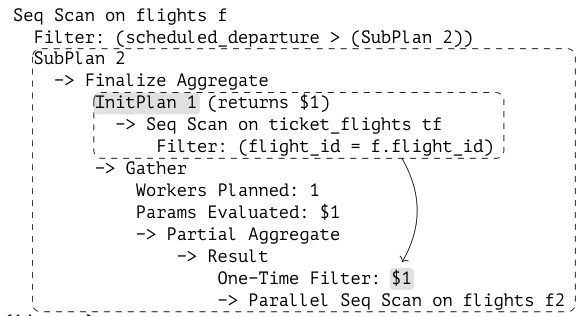 Seq Scan on flights f
Filter: (scheduled_departure > (SubPlan 2))
SubPlan 2
−> Finalize Aggregate
InitPlan 1 (returns $1)
−> Seq Scan on ticket_flights tf
Filter: (flight_id = f.flight_id)
−> Gather
Workers Planned: 1
Params Evaluated: $1
−> Partial Aggregate
−> Result
One−Time Filter: $1
−> Parallel Seq Scan on flights f2